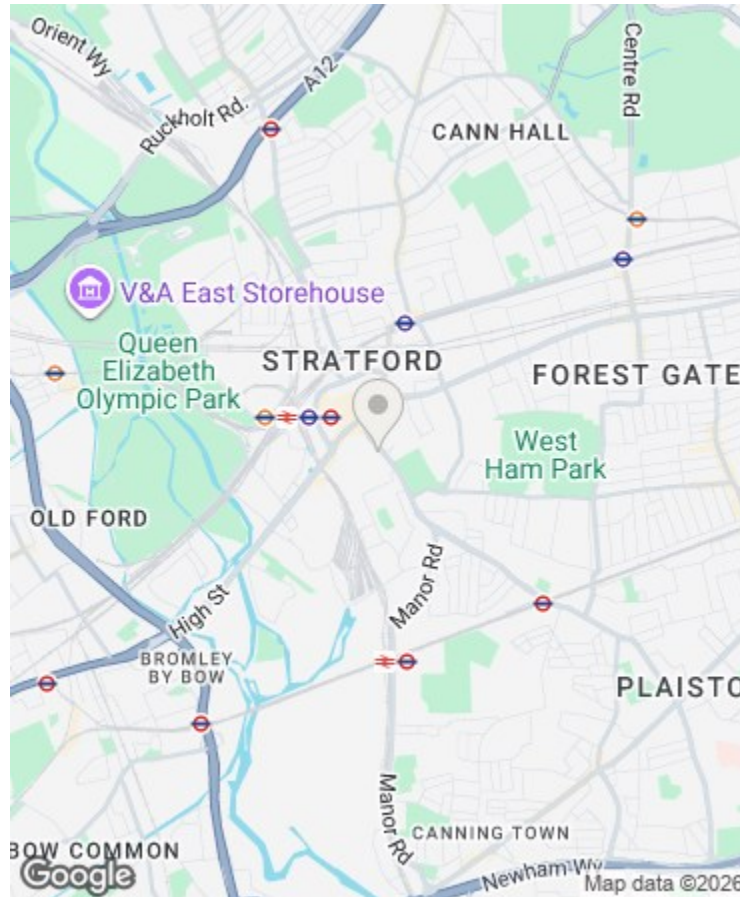 Orient Wy
A12
Ruckholt Rd.
Centre Rd
CANN HALL
V&A East Storehouse
Queen
Elizabeth
Olympic Park
STRATFORD
FOREST GATE
West
Ham Park
OLD FORD
High St
Manor Rd
BROMLEY
BY BOW
PLAISTO
Manor Rd
CANNING TOWN
BOW COMMON
Newham Wy
Google
Map data ©2026